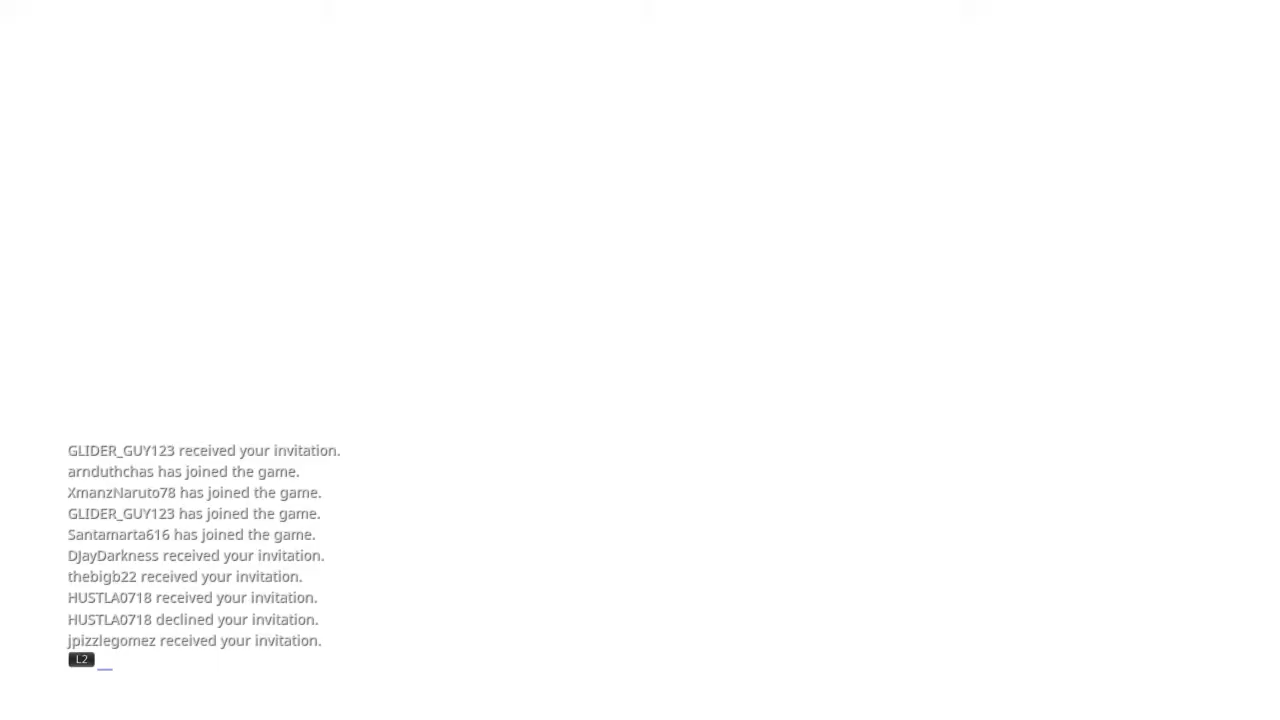 GLIDER_GUY123 received your invitation.
arnduthchas has joined the game.
XmanzNaruto78 has joined the game.
GLIDER_GUY123 has joined the game.
Santamarta616 has joined the game.
DJayDarkness received your invitation.
thebigb22 received your invitation.
HUSTLA0718 received your invitation.
HUSTLA0718 declined your invitation.
jpizzlegomez received your invitation.
L2